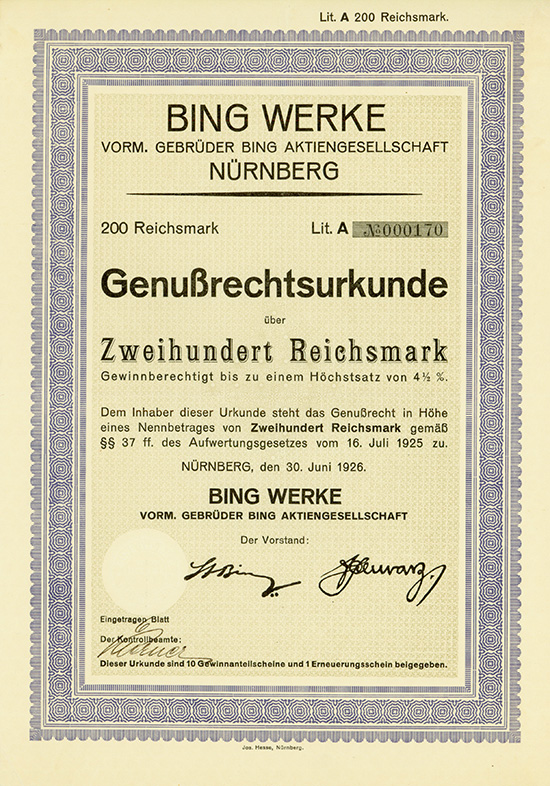 Lit. A 200 Reichsmark.
BING WERKE
VORM. GEBRÜDER BING AKTIENGESELLSCHAFT
NÜRNBERG
200 Reichsmark Lit. A № 000170
Genußrechtsurkunde
über
Zweihundert Reichsmark
Gewinnberechtigt bis zu einem Höchstsatz von 4½ %.
Dem Inhaber dieser Urkunde steht das Genußrecht in Höhe
eines Nennbetrages von Zweihundert Reichsmark gemäß
§§ 37 ff. des Aufwertungsgesetzes vom 16. Juli 1925 zu.
NÜRNBERG, den 30. Juni 1926.
BING WERKE
VORM. GEBRÜDER BING AKTIENGESELLSCHAFT
Der Vorstand:
Eingetragen Blatt
Der Kontrollbeamte:
Dieser Urkunde sind 10 Gewinnanteilscheine und 1 Erneuerungsschein beigegeben.
Nürnberg.